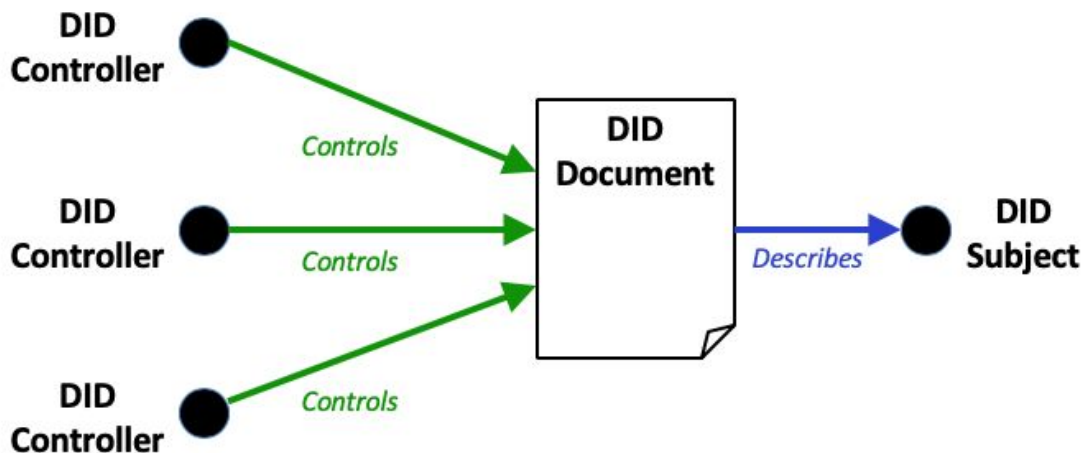 DID
Controller
Controls
DID
Document
DID
Controller
Controls
Describes
DID
Subject
DID
Controller
Controls